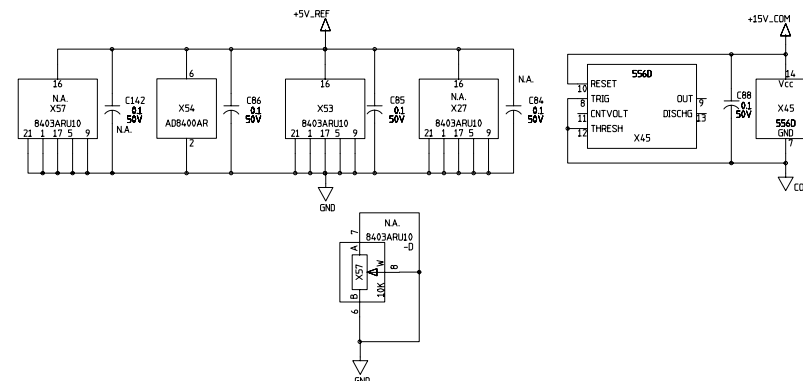 +5V_REF
16
N.A.
X57
8403ARU10
21 1 17 5 9
C142
0.1
50V
N.A.
6
X54
AD8400AR
2
C86
0.1
50V
16
X53
8403ARU10
21 1 17 5 9
C85
0.1
50V
16
N.A.
X27
8403ARU10
21 1 17 5 9
N.A.
C84
0.1
50V
GND
+15V_COM
556D
10 RESET
8 TRIG
11 CNTVOLT
12 THRESH
OUT 9
DISCHG 13
X45
C88
0.1
50V
14
Vcc
X45
556D
GND
7
CO
N.A.
8403ARU10
-D
7
A
X57
W
8
10K
B
6
GND